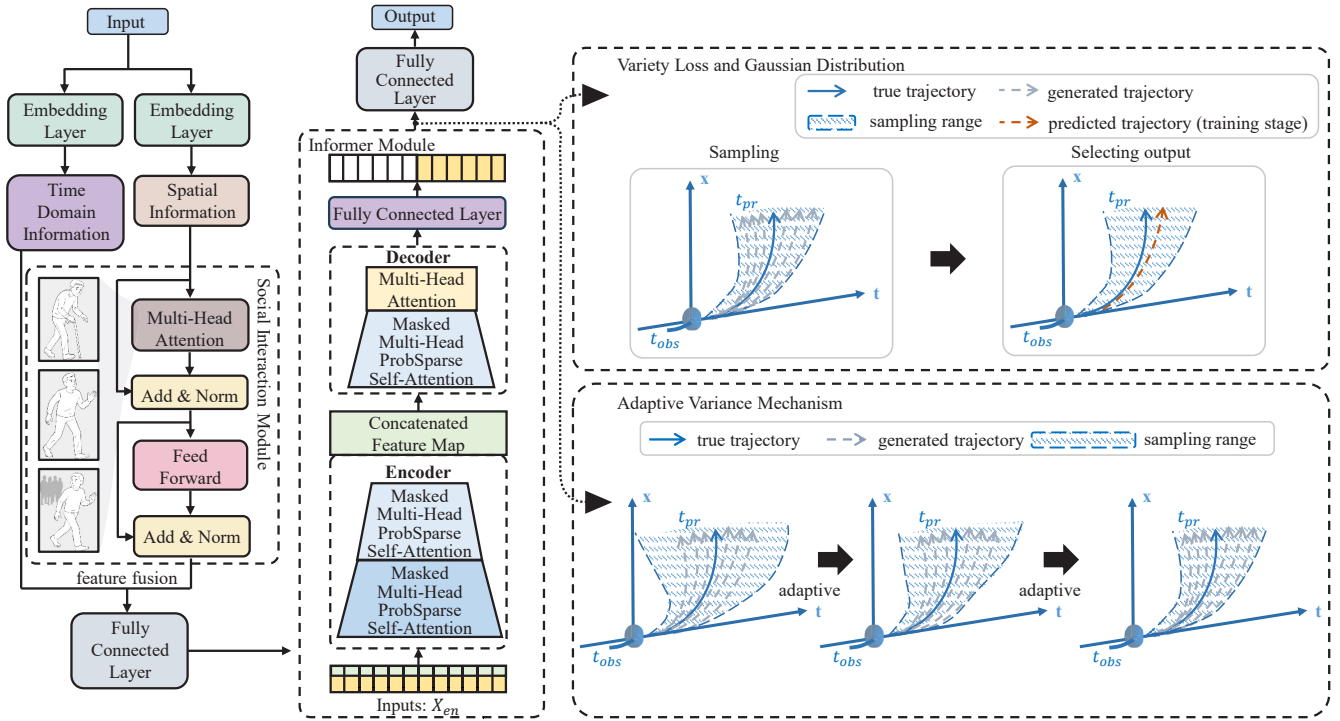 Input
Embedding
Layer
Embedding
Layer
Time
Domain
Information
Spatial
Information
Social Interaction Module
Multi-Head
Attention
Add & Norm
Feed
Forward
Add & Norm
feature fusion
Fully
Connected
Layer
Output
Fully
Connected
Layer
Informer Module
Fully Connected Layer
Decoder
Multi-Head
Attention
Masked
Multi-Head
ProbSparse
Self-Attention
Concatenated
Feature Map
Encoder
Masked
Multi-Head
ProbSparse
Self-Attention
Masked
Multi-Head
ProbSparse
Self-Attention
Inputs: X_en
Variety Loss and Gaussian Distribution
true trajectory
generated trajectory
sampling range
predicted trajectory (training stage)
Sampling
x
t_pr
t
t_obs
Selecting output
x
t_pr
t
t_obs
Adaptive Variance Mechanism
true trajectory
generated trajectory
sampling range
x
t_pr
t
t_obs
adaptive
x
t_pr
t
t_obs
adaptive
x
t_pr
t
t_obs